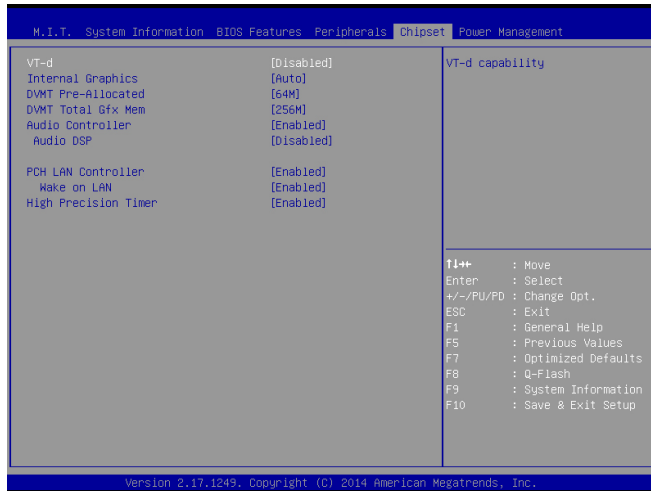 M.I.T. System Information BIOS Features Peripherals Chipset Power Management
VT-d [Disabled]
Internal Graphics [Auto]
DVMT Pre-Allocated [64M]
DVMT Total Gfx Mem [256M]
Audio Controller [Enabled]
Audio DSP [Disabled]
PCH LAN Controller [Enabled]
Wake on LAN [Enabled]
High Precision Timer [Enabled]
VT-d capability
↑↓→← : Move
Enter : Select
+/-/PU/PD : Change Opt.
ESC : Exit
F1 : General Help
F5 : Previous Values
F7 : Optimized Defaults
F8 : Q-Flash
F9 : System Information
F10 : Save & Exit Setup
Version 2.17.1249. Copyright (C) 2014 American Megatrends, Inc.